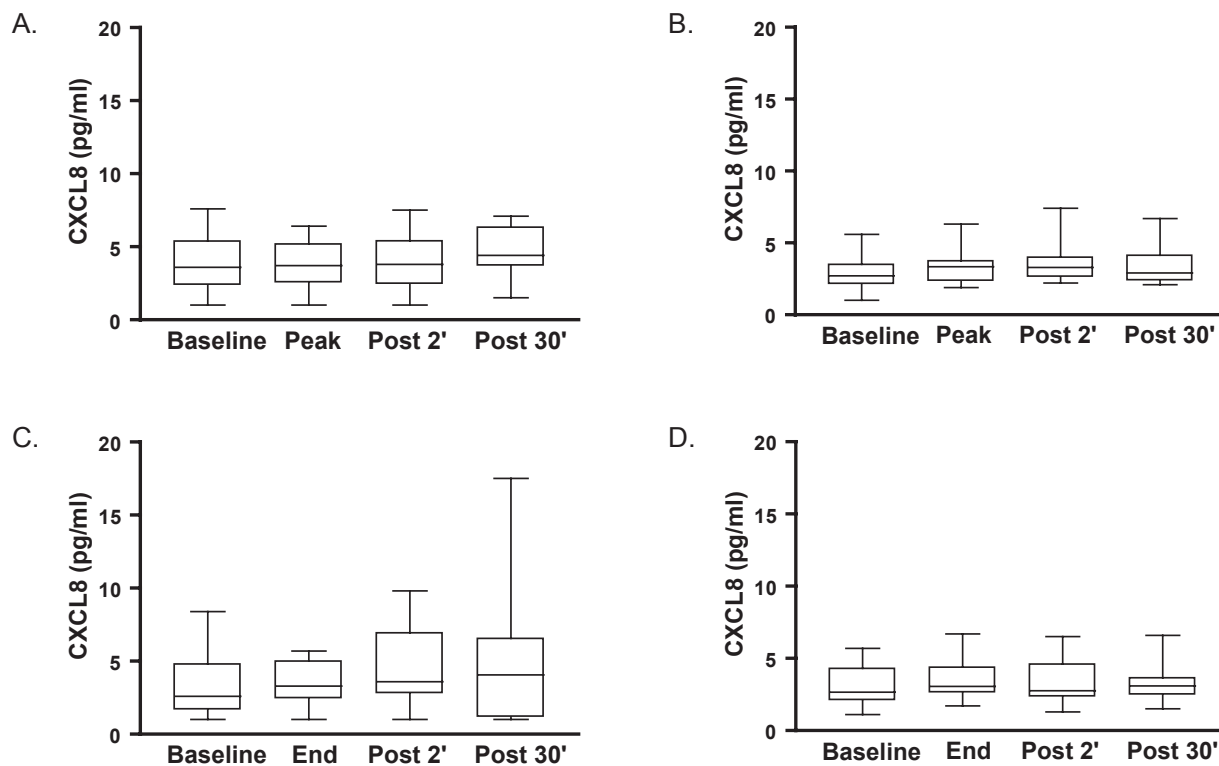 A.
CXCL8 (pg/ml)
20
15
10
5
0
Baseline Peak Post 2' Post 30'
B.
CXCL8 (pg/ml)
20
15
10
5
0
Baseline Peak Post 2' Post 30'
C.
CXCL8 (pg/ml)
20
15
10
5
0
Baseline End Post 2' Post 30'
D.
CXCL8 (pg/ml)
20
15
10
5
0
Baseline End Post 2' Post 30'